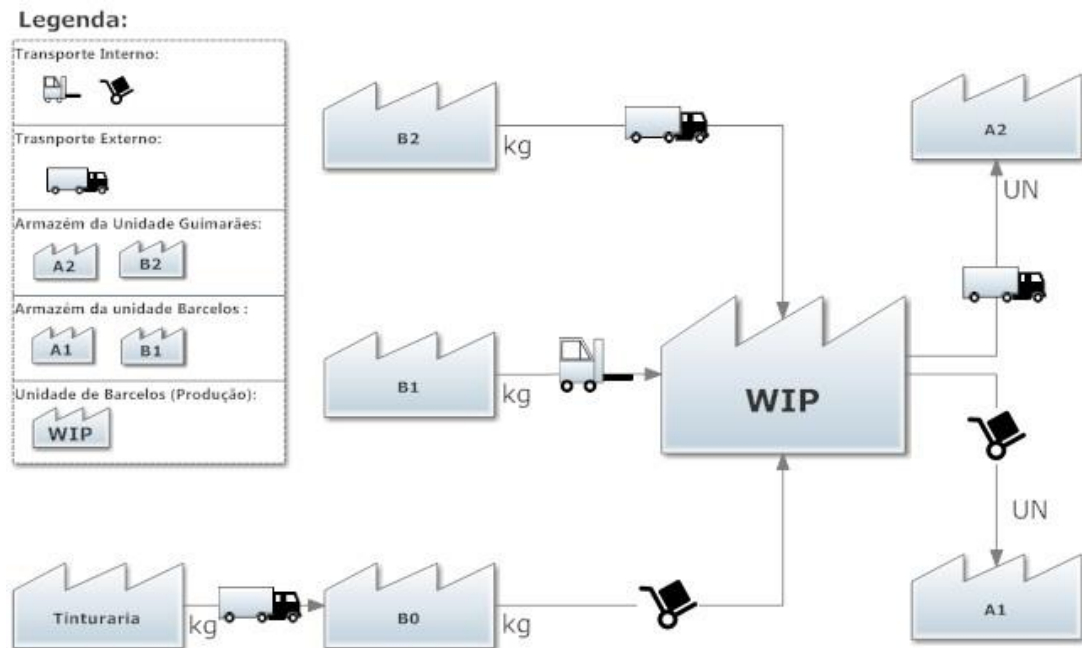 Legenda:
Transporte Interno:
Trasnporte Externo:
Armazém da Unidade Guimarães:
A2 B2
Armazém da unidade Barcelos :
A1 B1
Unidade de Barcelos (Produção):
WIP
B2
kg
A2
UN
B1
kg
WIP
UN
Tinturaria
kg
B0
kg
A1